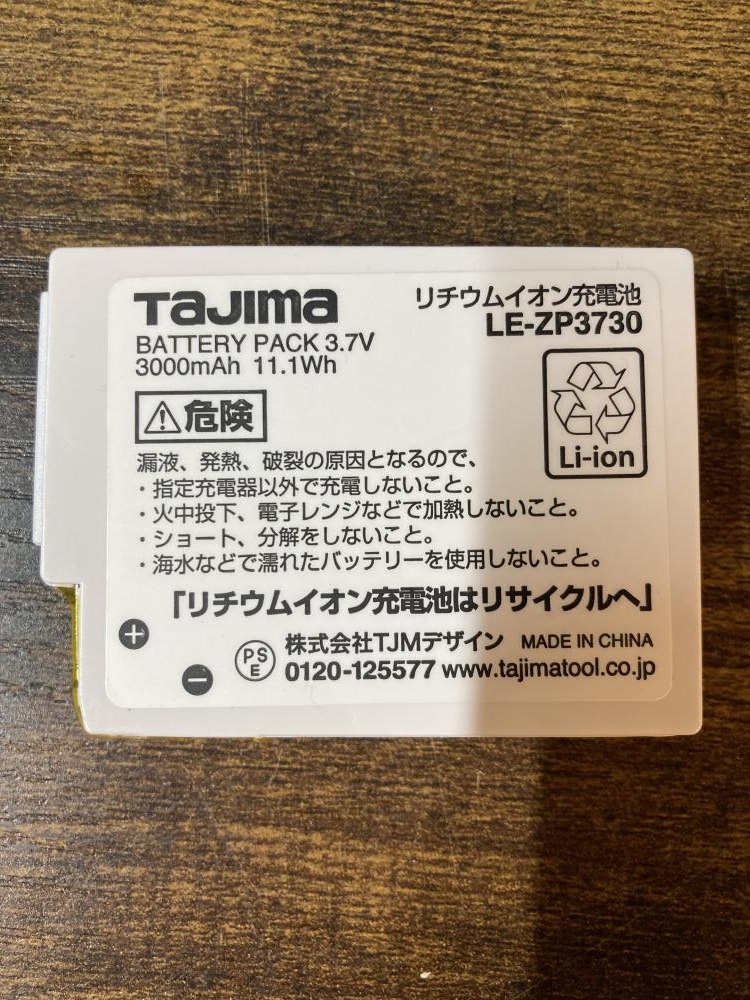 TaJIma
リチウムイオン充電池
BATTERY PACK 3.7V
LE-ZP3730
3000mAh 11.1Wh
危険
Li-ion
漏液、発熱、破裂の原因となるので、
・指定充電器以外で充電しないこと。
・火中投下、電子レンジなどで加熱しないこと。
・ショート、分解をしないこと。
・海水などで濡れたバッテリーを使用しないこと。
「リチウムイオン充電池はリサイクルへ」
+
−
PS
E
株式会社TJMデザイン MADE IN CHINA
0120-125577 www.tajimatool.co.jp